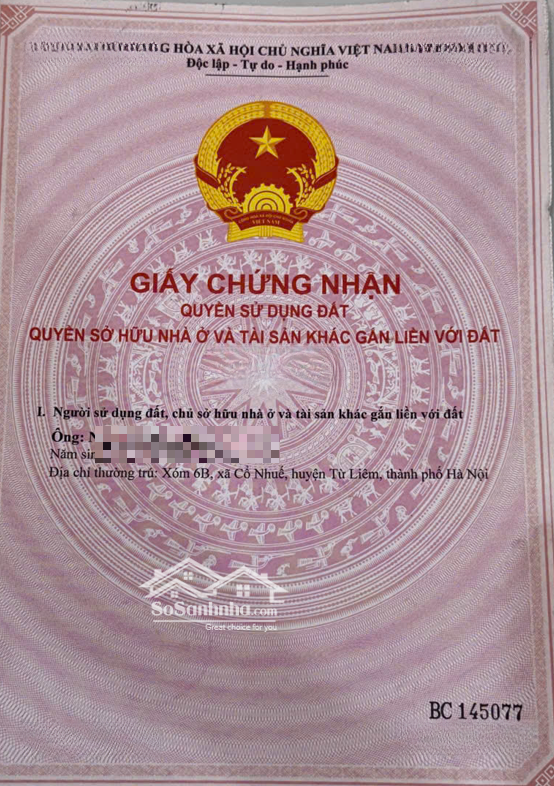 G HÒA XÃ HỘI CHỦ NGHĨA VIỆT NAM
Độc lập - Tự do - Hạnh phúc
VIỆT NAM
GIẤY CHỨNG NHẬN
QUYỀN SỬ DỤNG ĐẤT
QUYỀN SỞ HỮU NHÀ Ở VÀ TÀI SẢN KHÁC GẮN LIỀN VỚI ĐẤT
I. Người sử dụng đất, chủ sở hữu nhà ở và tài sản khác gắn liền với đất
Ông: N
Năm sin
Địa chỉ thường trú: Xóm 6B, xã Cổ Nhuế, huyện Từ Liêm, thành phố Hà Nội
SoSanhnha.com
Great choice for you
BC 145077